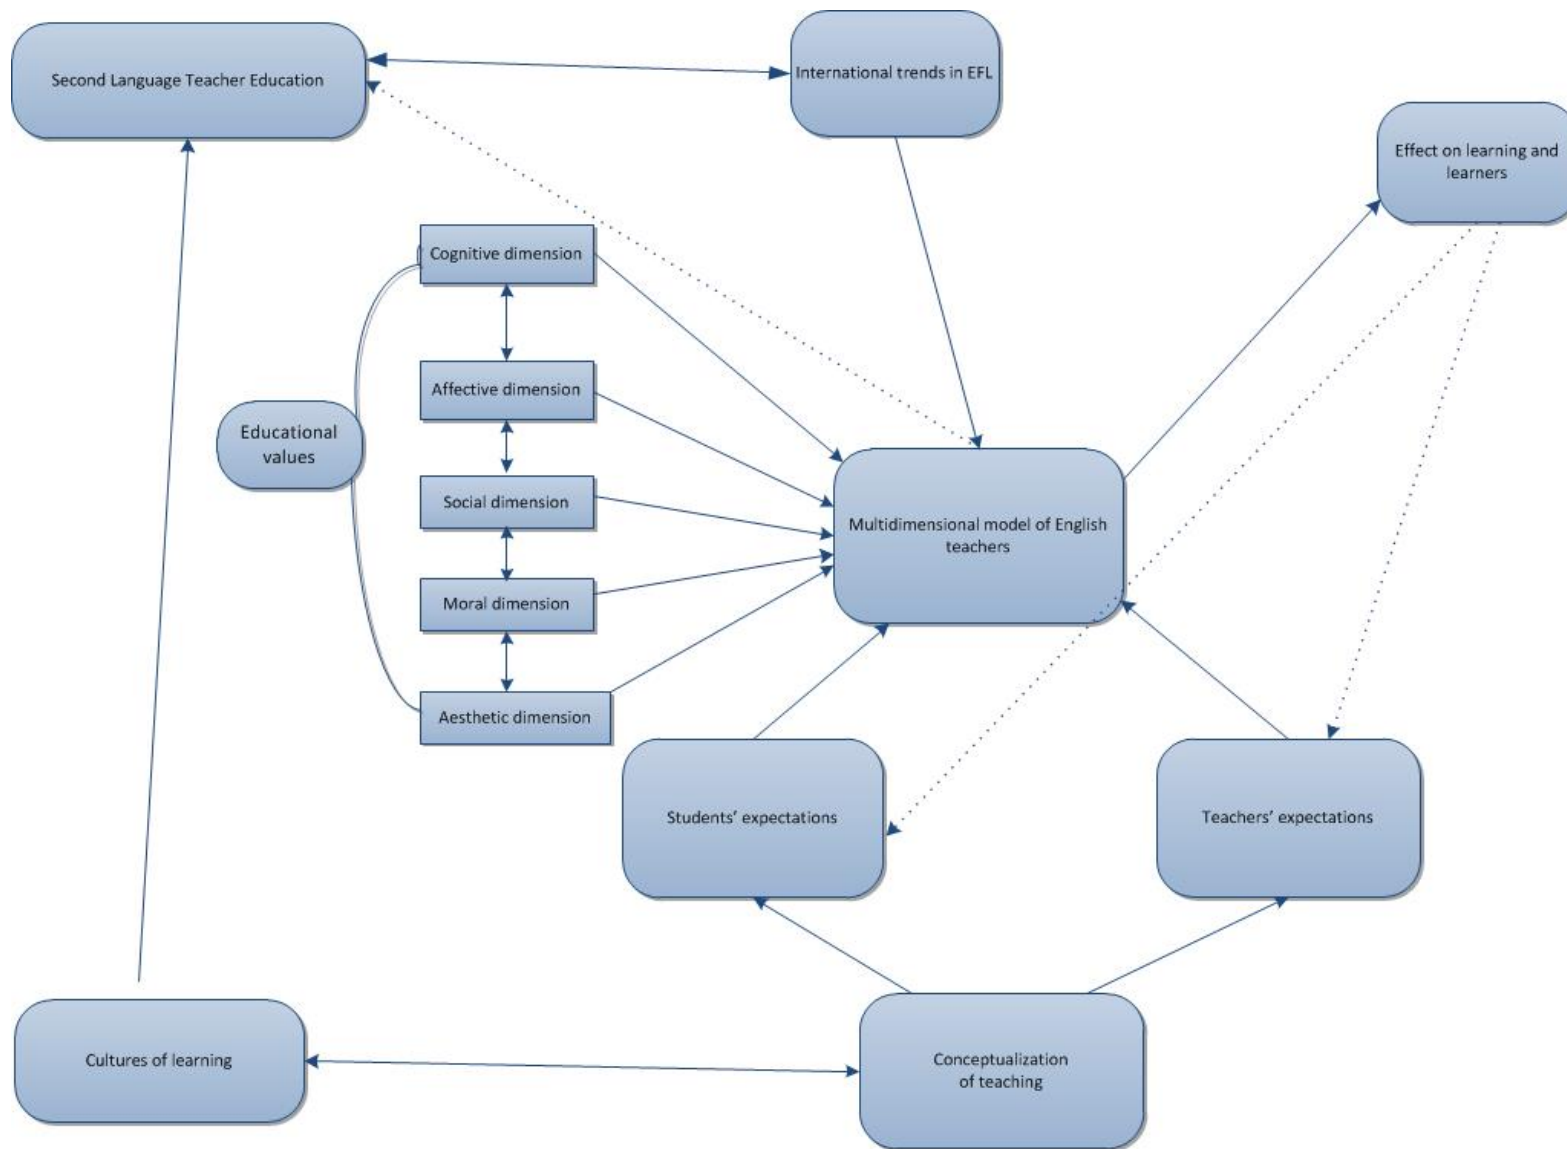 Second Language Teacher Education
International trends in EFL
Effect on learning and
learners
Cognitive dimension
Affective dimension
Educational
values
Social dimension
Multidimensional model of English
teachers
Moral dimension
Aesthetic dimension
Students’ expectations
Teachers’ expectations
Cultures of learning
Conceptualization
of teaching